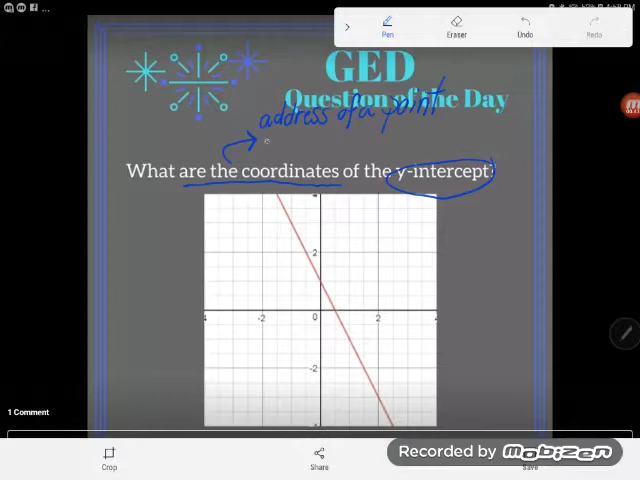 Pen
Eraser
Undo
Redo
GED
Question of the Day
address of a point
What are the coordinates of the y-intercept?
2
-2
0
2
-2
1 Comment
Recorded by mobizen
Crop
Share
Save